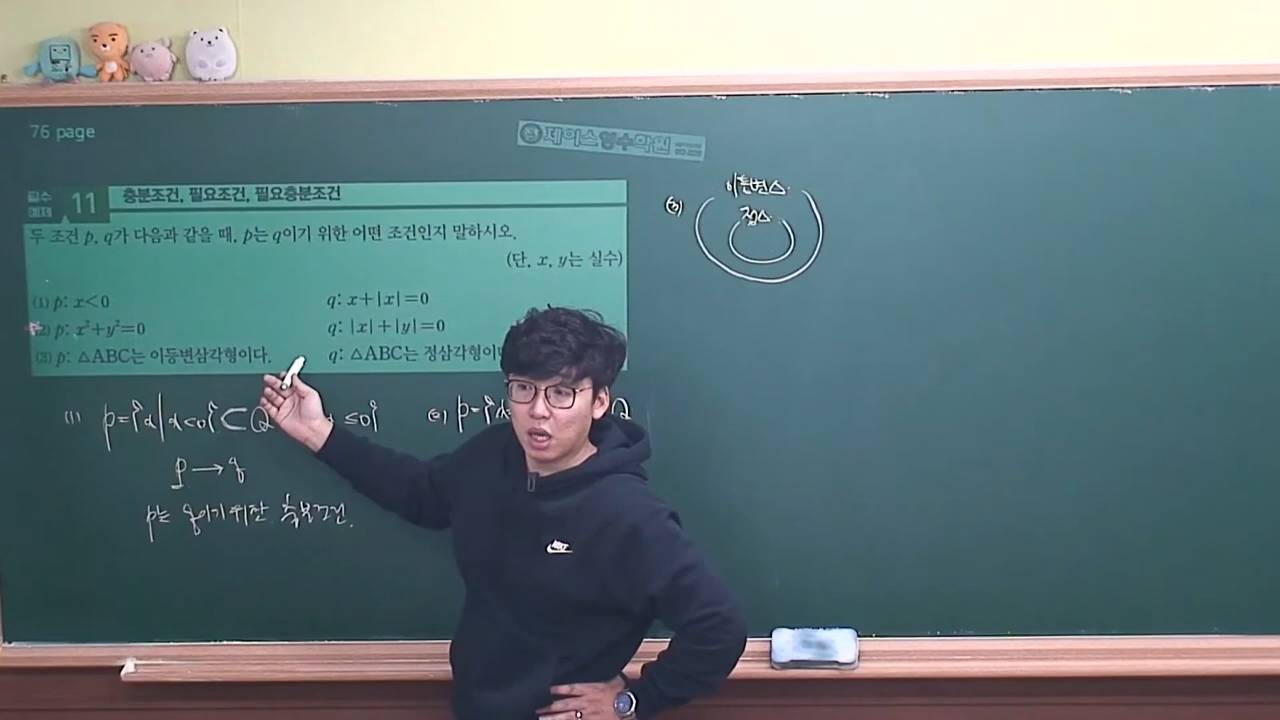 76 page
제이스영수학원
필수 예제 11 충분조건, 필요조건, 필요충분조건
두 조건 p, q가 다음과 같을 때, p는 q이기 위한 어떤 조건인지 말하시오.
(단, x, y는 실수)
(1) p: x<0 q: x+|x|=0
(2) p: x²+y²=0 q: |x|+|y|=0
(3) p: △ABC는 이등변삼각형이다. q: △ABC는 정삼각형이
(3)
이등변△
정△
(1) P={x|x<0}⊂Q ≤0}
(2) P={ Q
p→q
p는 q이기 위한 충분조건.
NIKE